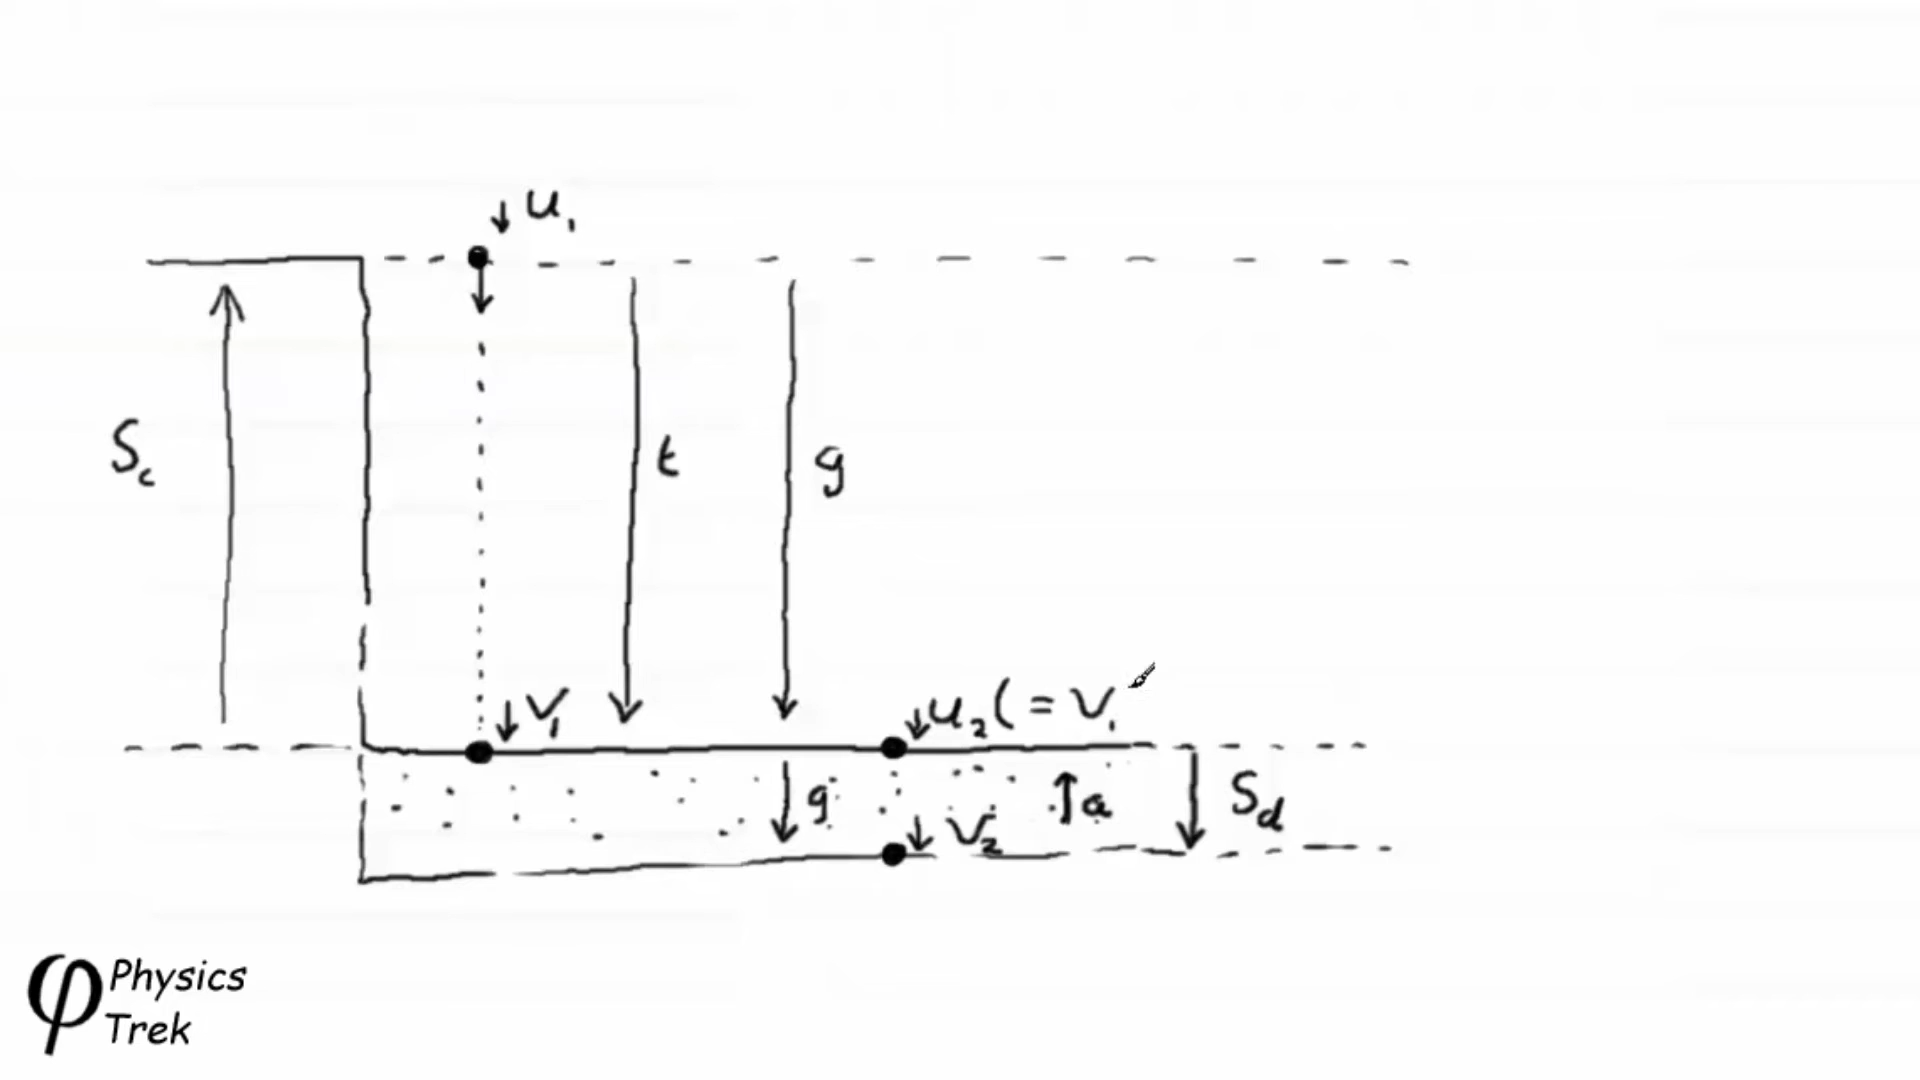 u₁
S꜀
t
g
v₁
u₂(=v₁
g
a
S_d
v₂
φ Physics
Trek